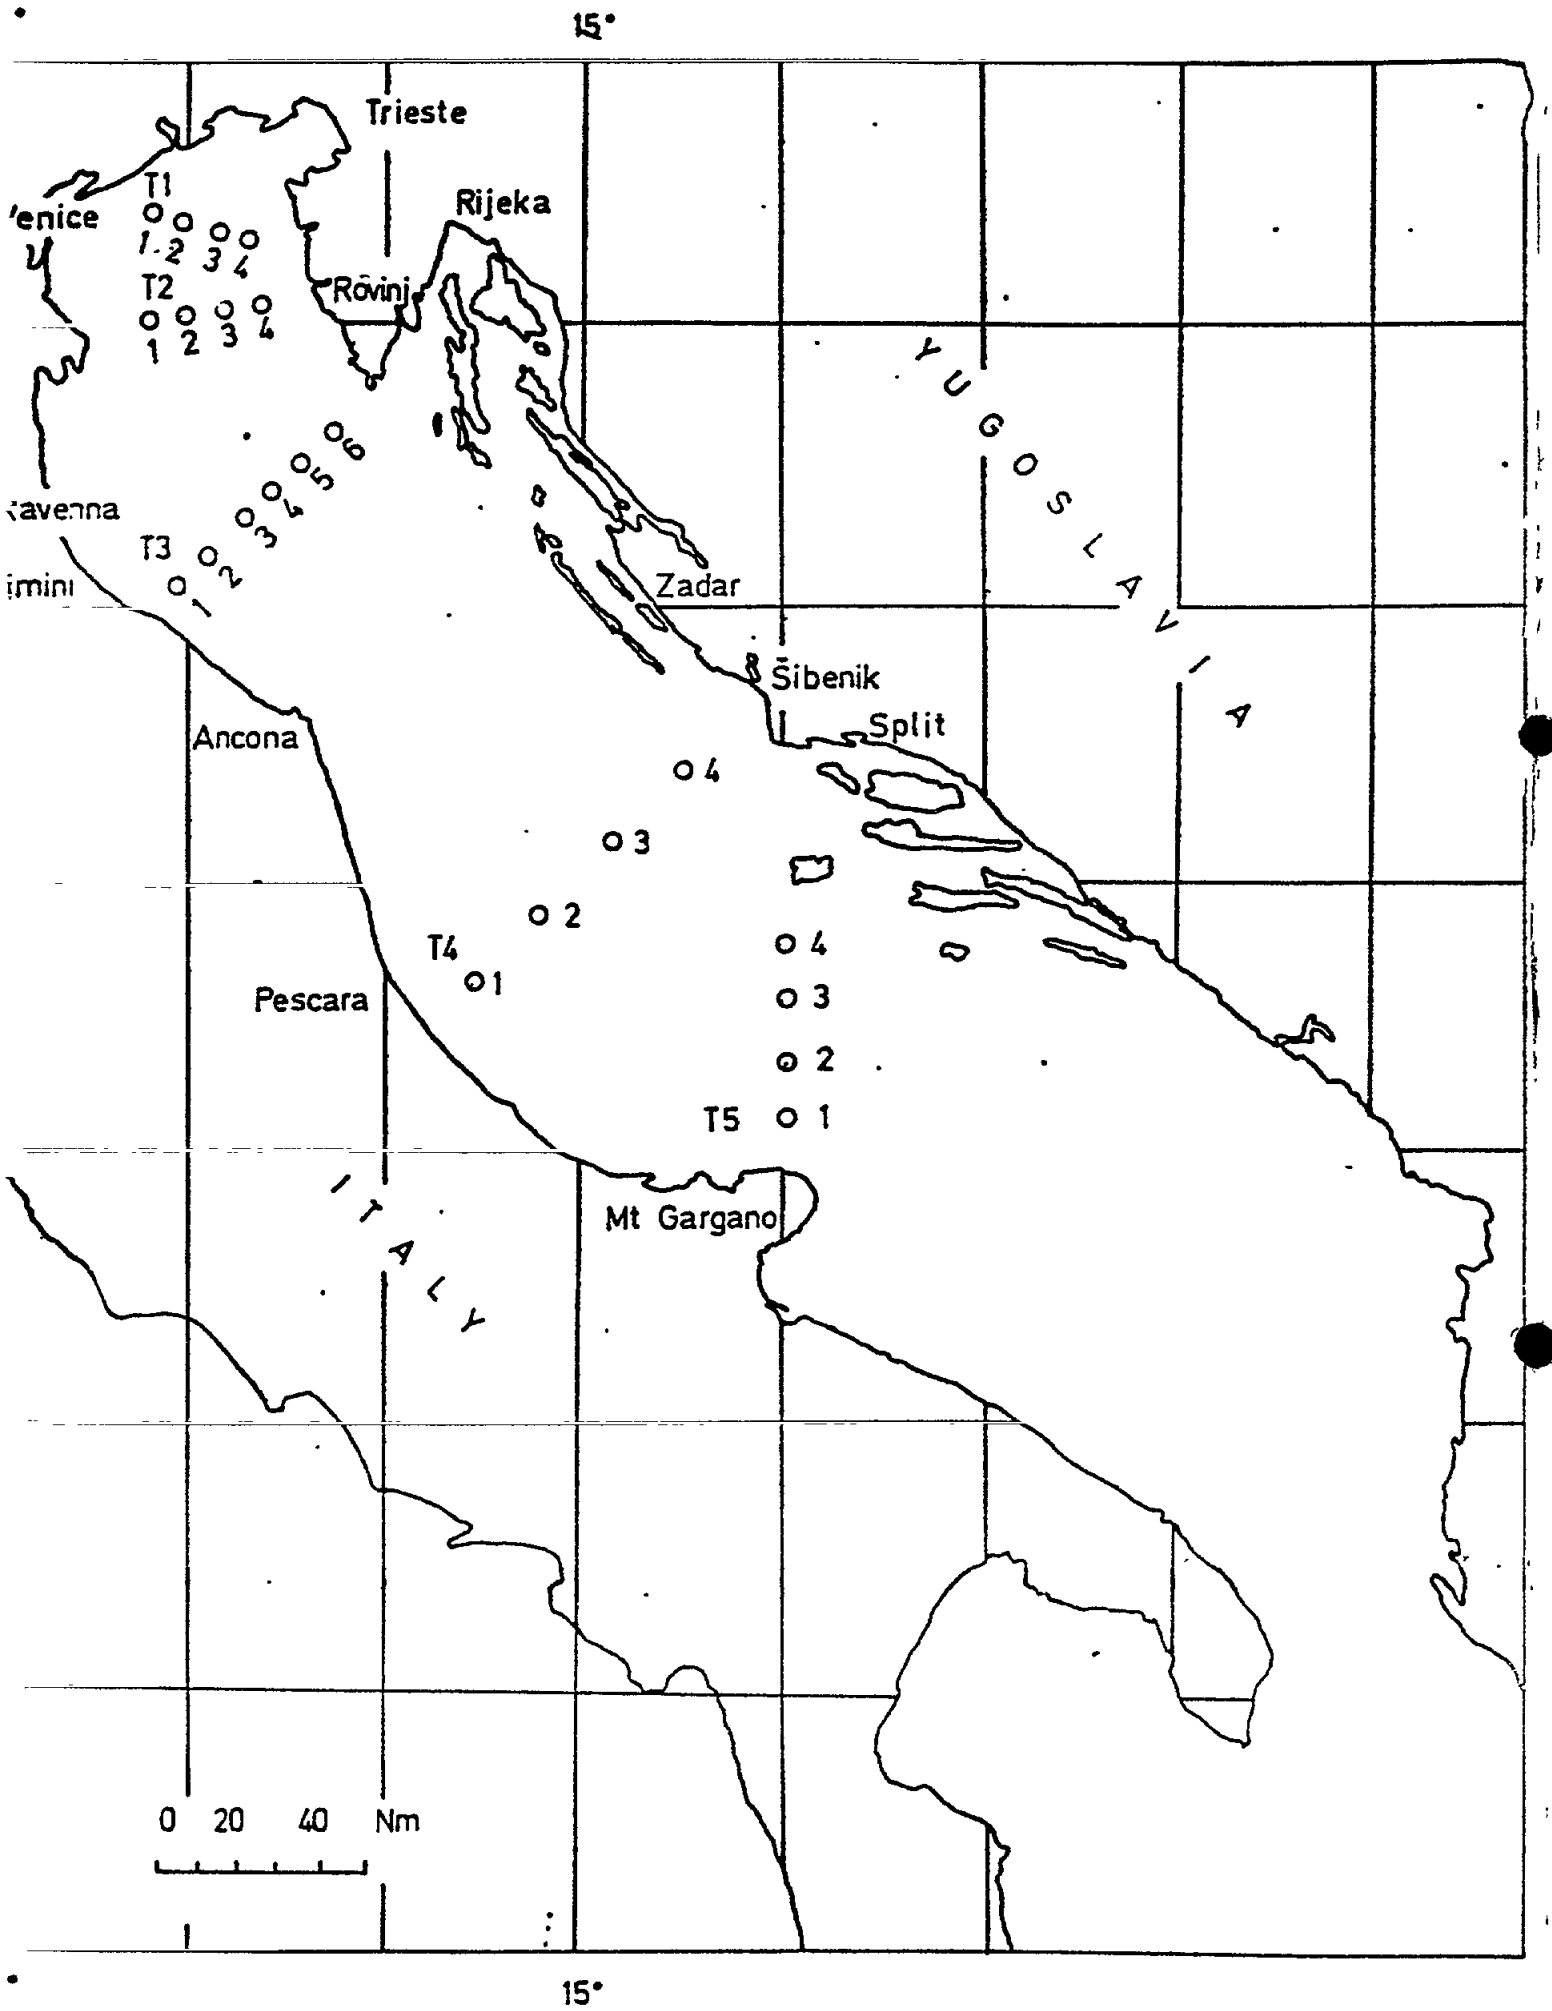 15°
Trieste
T1
Rijeka
'enice
1 2 3 4
T2
Rovinj
1 2 3 4
YUGOSLAVIA
6
5
4
avenna
3
T3
2
imini
1
Zadar
Šibenik
Ancona
Split
4
3
2
T4
4
1
Pescara
3
2
T5 1
ITALY
Mt Gargano
0 20 40 Nm
15°